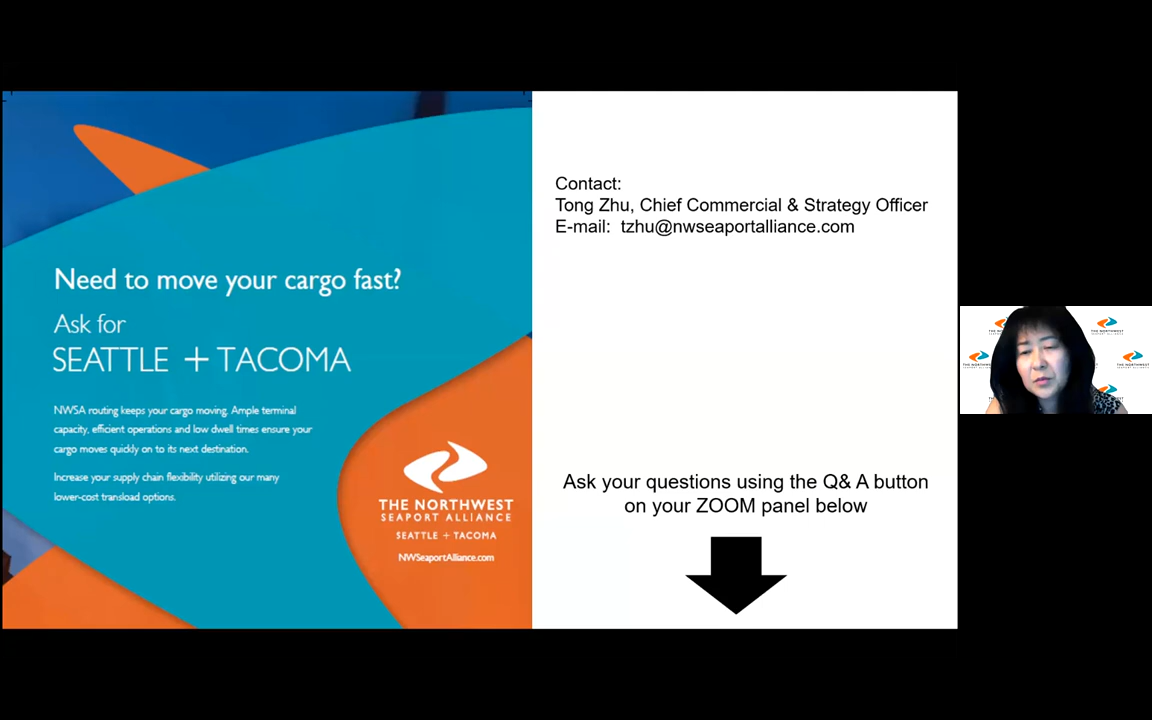 Need to move your cargo fast?
Ask for
SEATTLE + TACOMA
NWSA routing keeps your cargo moving. Ample terminal
capacity, efficient operations and low dwell times ensure your
cargo moves quickly on to its next destination.
Increase your supply chain flexibility utilizing our many
lower-cost transload options.
THE NORTHWEST
SEAPORT ALLIANCE
SEATTLE + TACOMA
NWSeaportAlliance.com
Contact:
Tong Zhu, Chief Commercial & Strategy Officer
E-mail: tzhu@nwseaportalliance.com
Ask your questions using the Q& A button
on your ZOOM panel below